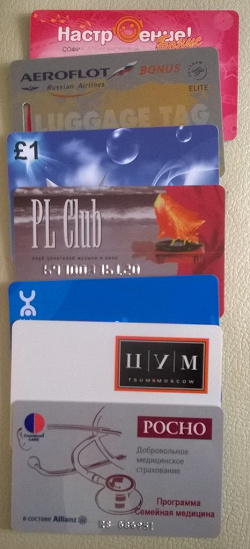 Настроение!
AEROFLOT BONUS
Russian Airlines
ELITE
LUGGAGE TAG
£1
PL Club
ЦУМ
TSUM MOSCOW
РОСНО
Добровольное
медицинское
страхование
Программа
Семейная медицина
в составе Allianz